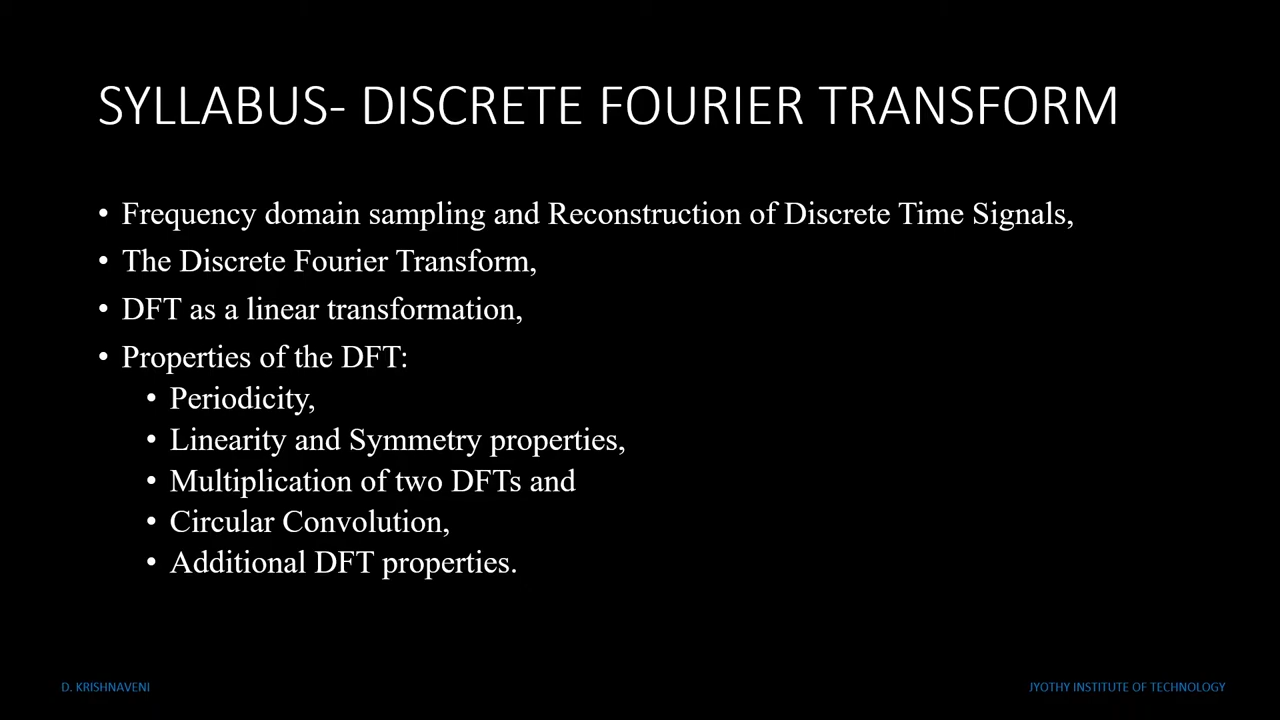 SYLLABUS- DISCRETE FOURIER TRANSFORM
• Frequency domain sampling and Reconstruction of Discrete Time Signals,
• The Discrete Fourier Transform,
• DFT as a linear transformation,
• Properties of the DFT:
• Periodicity,
• Linearity and Symmetry properties,
• Multiplication of two DFTs and
• Circular Convolution,
• Additional DFT properties.
D. KRISHNAVENI
JYOTHY INSTITUTE OF TECHNOLOGY